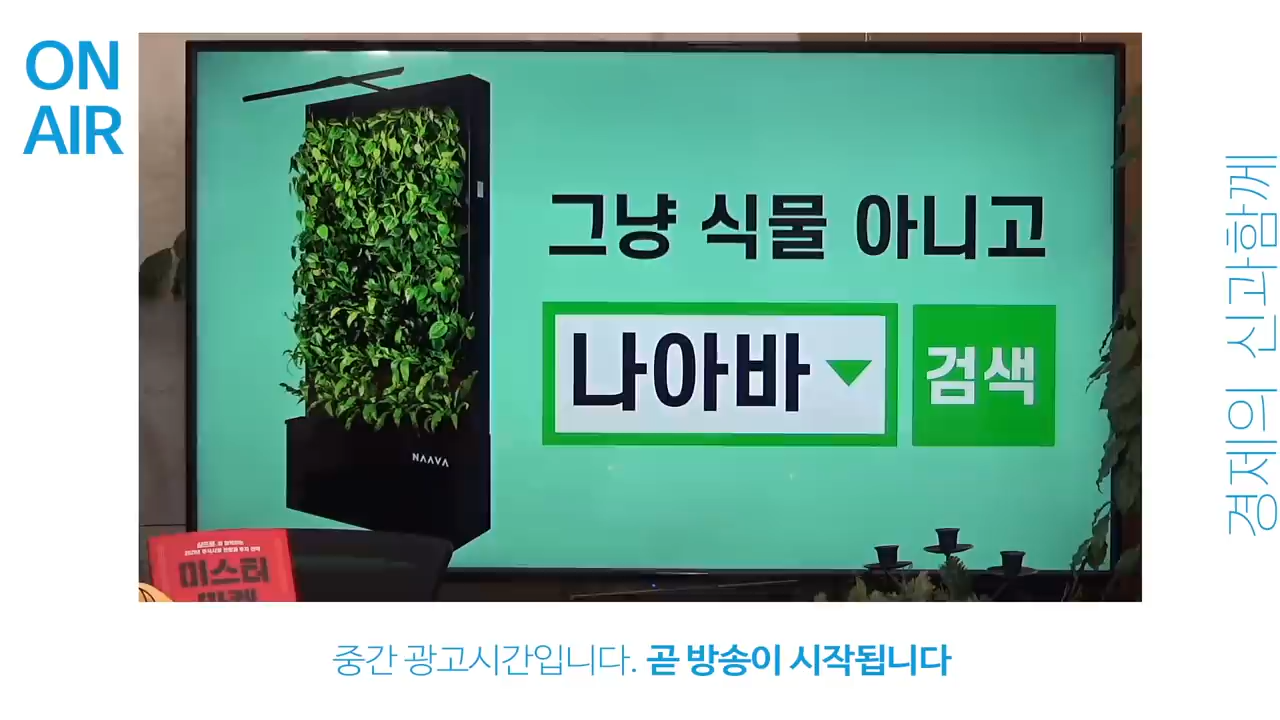 ON
AIR
그냥 식물 아니고
나아바
검색
NAAVA
미스터
경제의 신과함께
중간 광고시간입니다. 곧 방송이 시작됩니다